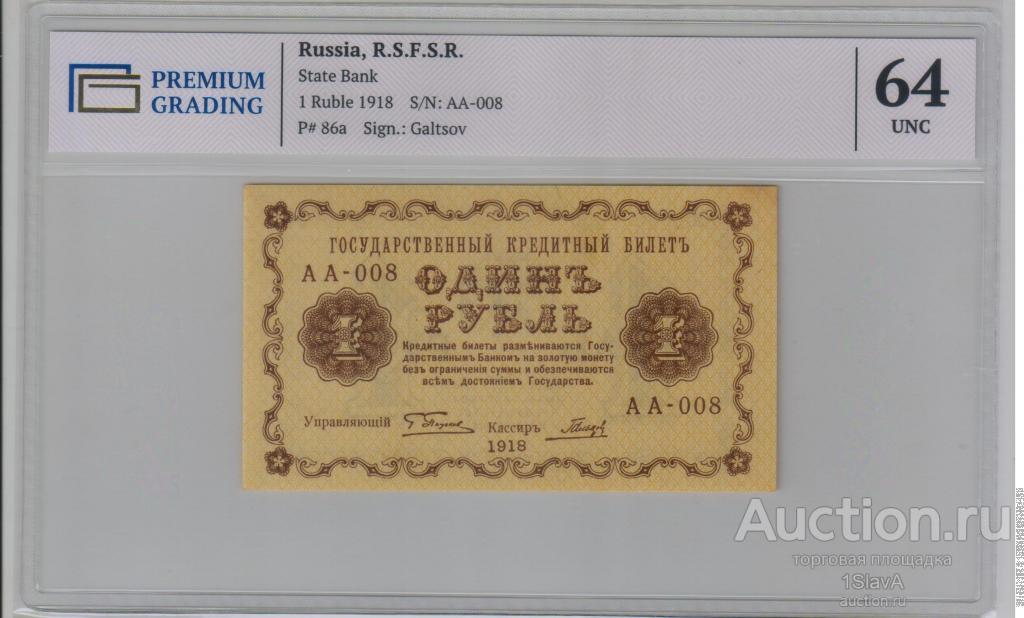 PREMIUM
GRADING
Russia, R.S.F.S.R.
State Bank
1 Ruble 1918 S/N: AA-008
P# 86a Sign.: Galtsov
64
UNC
ГОСУДАРСТВЕННЫЙ КРЕДИТНЫЙ БИЛЕТЪ
АА-008
ОДИНЪ
РУБЛЬ
1
1
Кредитные билеты размѣниваются Госу-
дарственнымъ Банкомъ на золотую монету
безъ ограниченія суммы и обезпечиваются
всѣмъ достояніемъ Государства.
АА-008
Управляющій
Кассиръ
1918
Auction.ru
торговая площадка
1SlavA
auction.ru